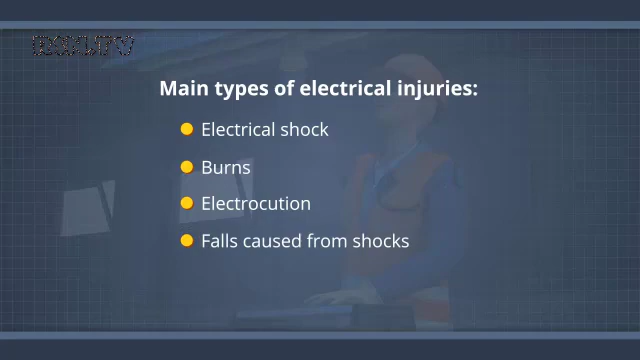 Main types of electrical injuries:
Electrical shock
Burns
Electrocution
Falls caused from shocks